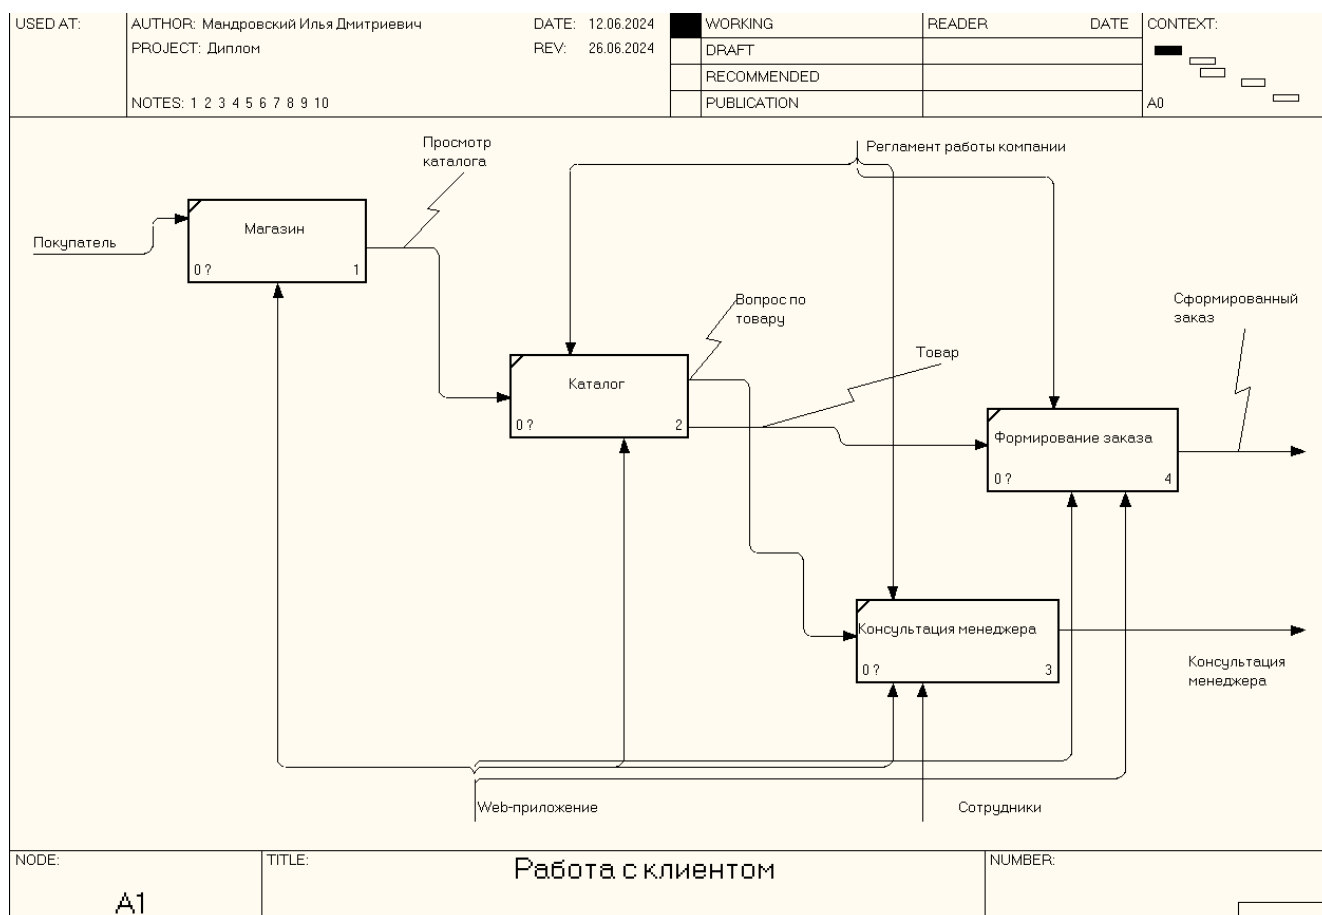 USED AT:
AUTHOR: Мандровский Илья Дмитриевич
DATE: 12.06.2024
PROJECT: Диплом
REV: 26.06.2024
NOTES: 1 2 3 4 5 6 7 8 9 10
WORKING
DRAFT
RECOMMENDED
PUBLICATION
READER DATE
CONTEXT:
A0
Просмотр
каталога
Регламент работы компании
Покупатель
Магазин
0 ? 1
Вопрос по
товару
Сформированный
заказ
Товар
Каталог
0 ? 2
Формирование заказа
0 ? 4
Консультация менеджера
0 ? 3
Консультация
менеджера
Web-приложение
Сотрудники
NODE:
A1
TITLE:
Работа с клиентом
NUMBER: